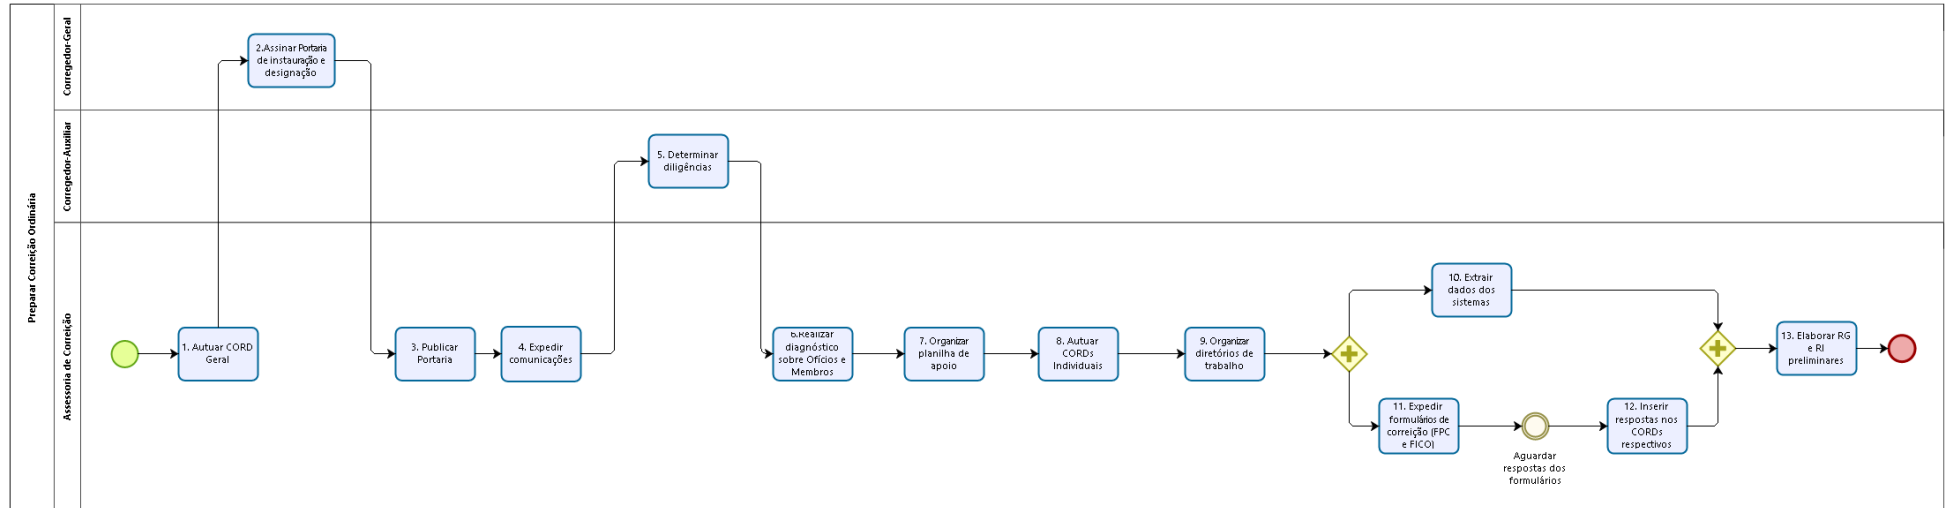 Preparar Correição Ordinária
Corregedor-Geral
2.Assinar Portaria
de instauração e
designação
Corregedor-Auxiliar
5. Determinar
diligências
Assessoria de Correição
1. Autuar CORD
Geral
3. Publicar
Portaria
4. Expedir
comunicações
6.Realizar
diagnóstico
sobre Ofícios e
Membros
7. Organizar
planilha de
apoio
8. Autuar
CORDs
Individuais
9. Organizar
diretórios de
trabalho
10. Extrair
dados dos
sistemas
11. Expedir
formulários de
correição (FPC
e FICO)
Aguardar
respostas dos
formulários
12. Inserir
respostas nos
CORDs
respectivos
13. Elaborar RG
e RI
preliminares